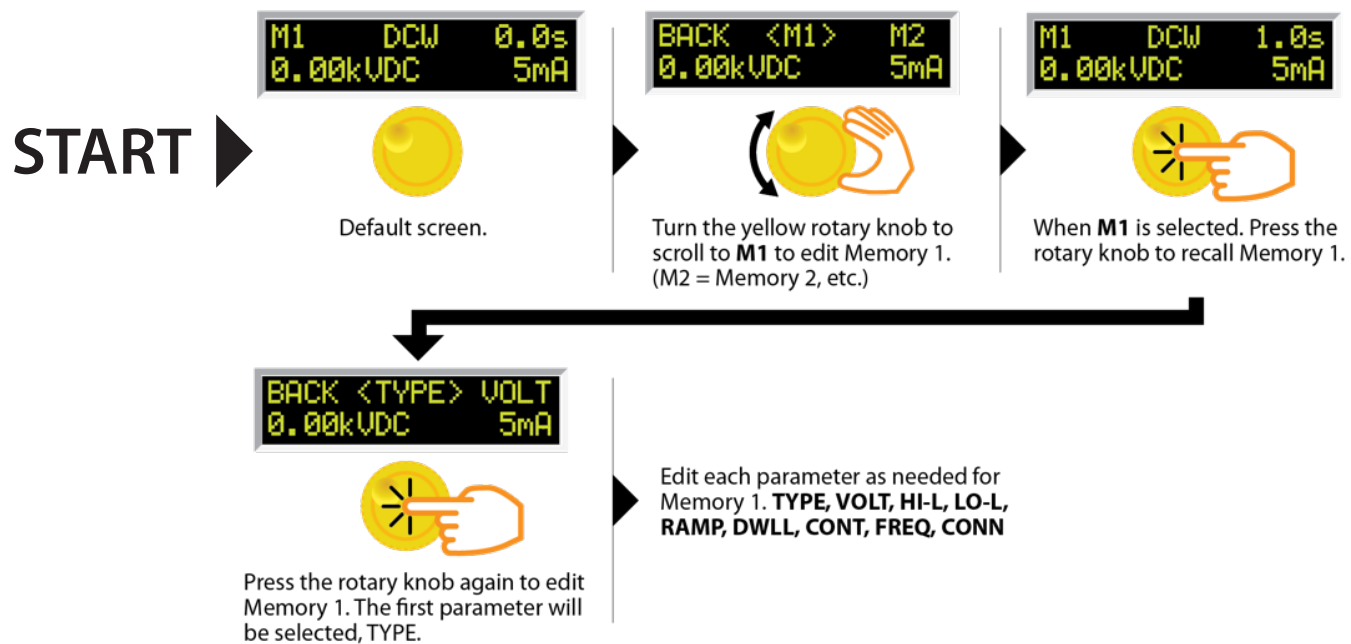 START
M1 DCW 0.0s
0.00kVDC 5mA
Default screen.
BACK <M1> M2
0.00kVDC 5mA
Turn the yellow rotary knob to
scroll to M1 to edit Memory 1.
(M2 = Memory 2, etc.)
M1 DCW 1.0s
0.00kVDC 5mA
When M1 is selected. Press the
rotary knob to recall Memory 1.
BACK <TYPE> VOLT
0.00kVDC 5mA
Press the rotary knob again to edit
Memory 1. The first parameter will
be selected, TYPE.
Edit each parameter as needed for
Memory 1. TYPE, VOLT, HI-L, LO-L,
RAMP, DWLL, CONT, FREQ, CONN